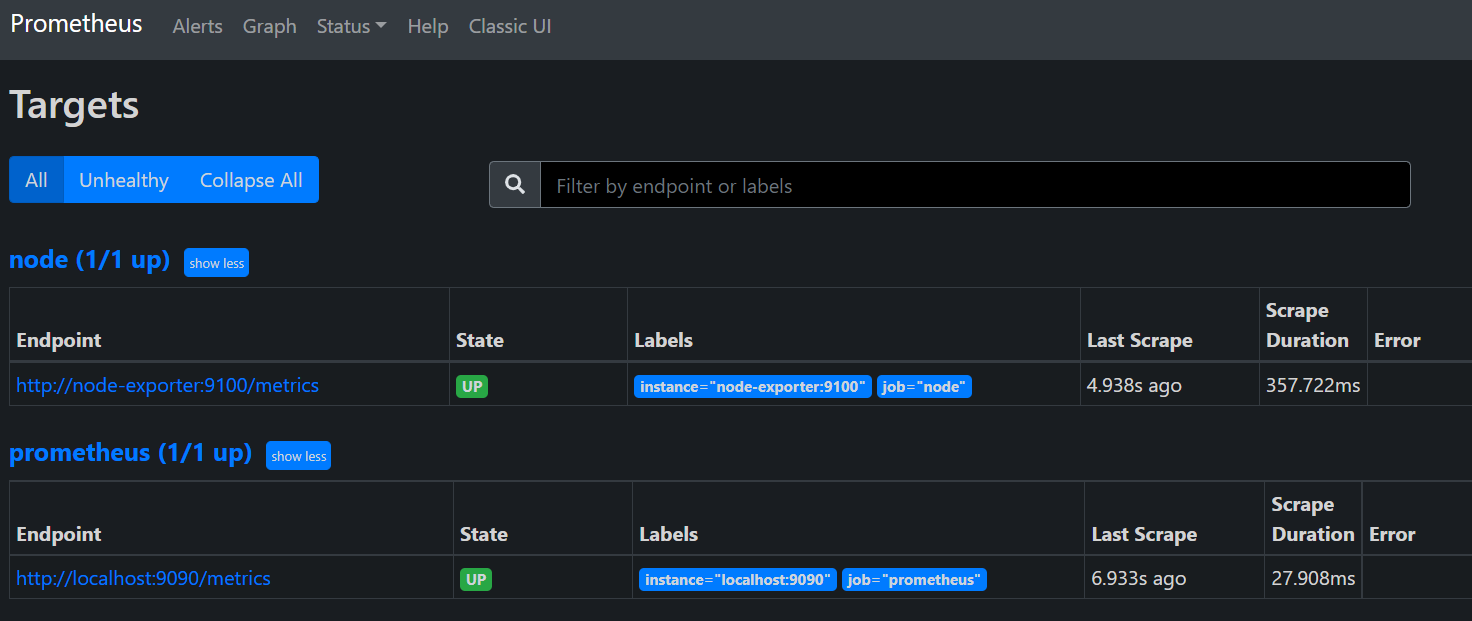 Prometheus Alerts Graph Status Help Classic UI
Targets
All Unhealthy Collapse All
Filter by endpoint or labels
node (1/1 up) show less
Endpoint State Labels Last Scrape Scrape Duration Error
http://node-exporter:9100/metrics UP instance="node-exporter:9100" job="node" 4.938s ago 357.722ms
prometheus (1/1 up) show less
Endpoint State Labels Last Scrape Scrape Duration Error
http://localhost:9090/metrics UP instance="localhost:9090" job="prometheus" 6.933s ago 27.908ms